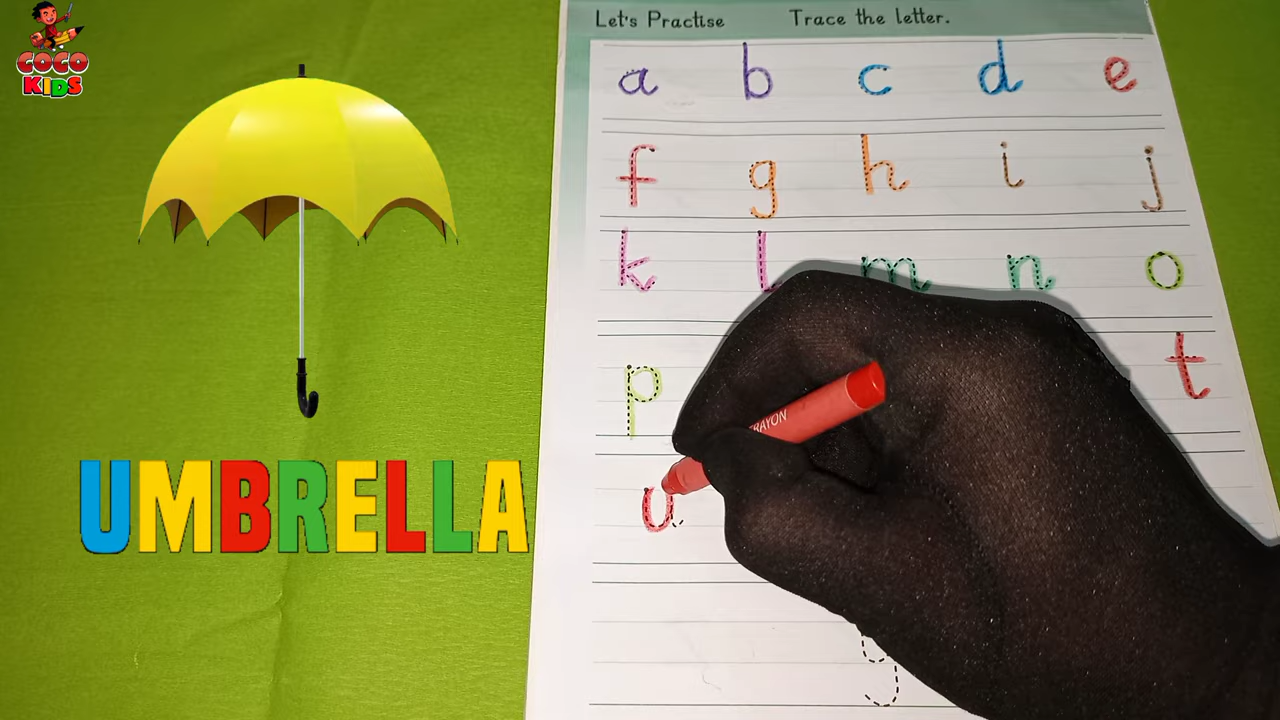 COCO
KIDS
UMBRELLA
Let's Practise Trace the letter.
a b c d e
f g h i j
k l m n o
p t
CRAYON
u
y